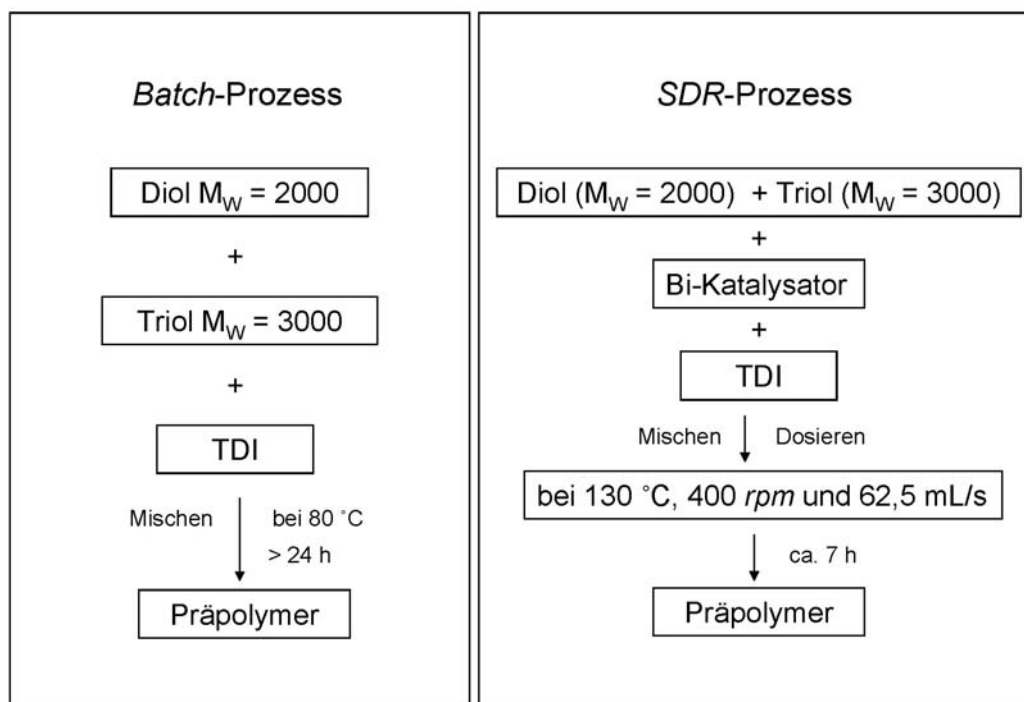 Batch-Prozess
Diol MW = 2000
+
Triol MW = 3000
+
TDI
Mischen bei 80 °C
> 24 h
Präpolymer
SDR-Prozess
Diol (MW = 2000) + Triol (MW = 3000)
+
Bi-Katalysator
+
TDI
Mischen Dosieren
bei 130 °C, 400 rpm und 62,5 mL/s
ca. 7 h
Präpolymer